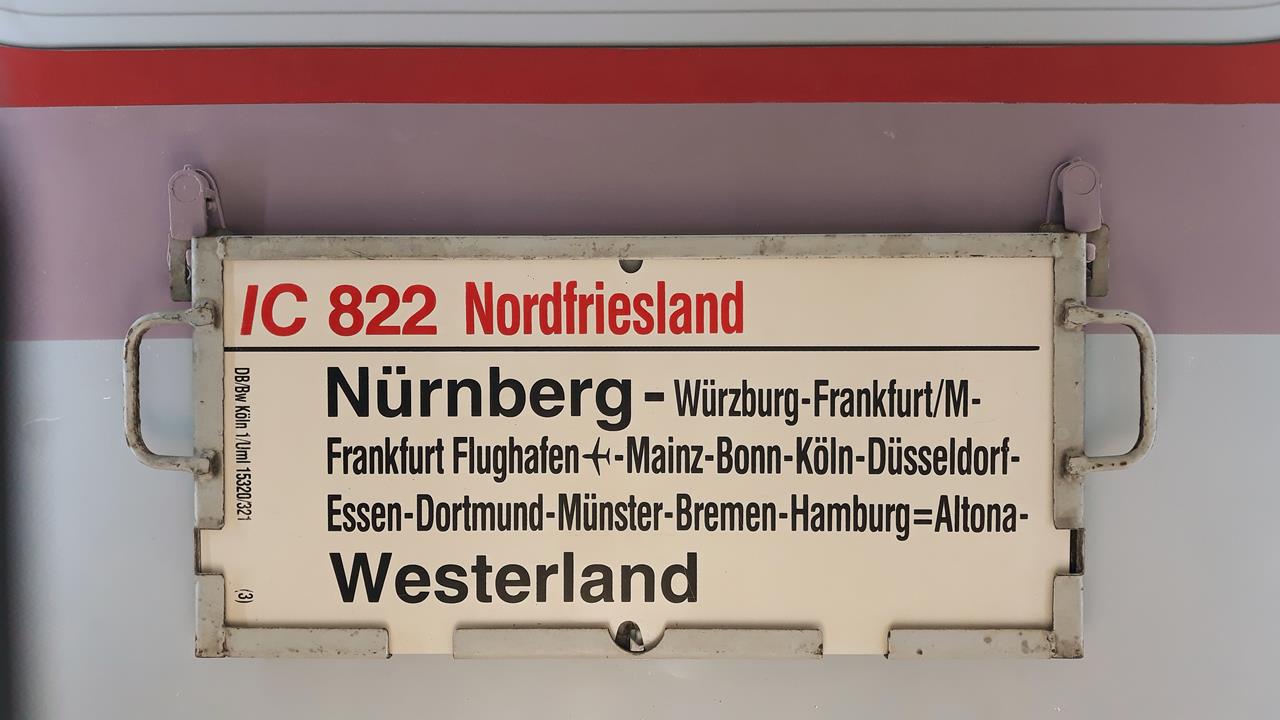 IC 822 Nordfriesland
Nürnberg - Würzburg-Frankfurt/M-
Frankfurt Flughafen✈-Mainz-Bonn-Köln-Düsseldorf-
Essen-Dortmund-Münster-Bremen-Hamburg=Altona-
Westerland
DB/Bw Köln 1/Uml 15320/321
(3)